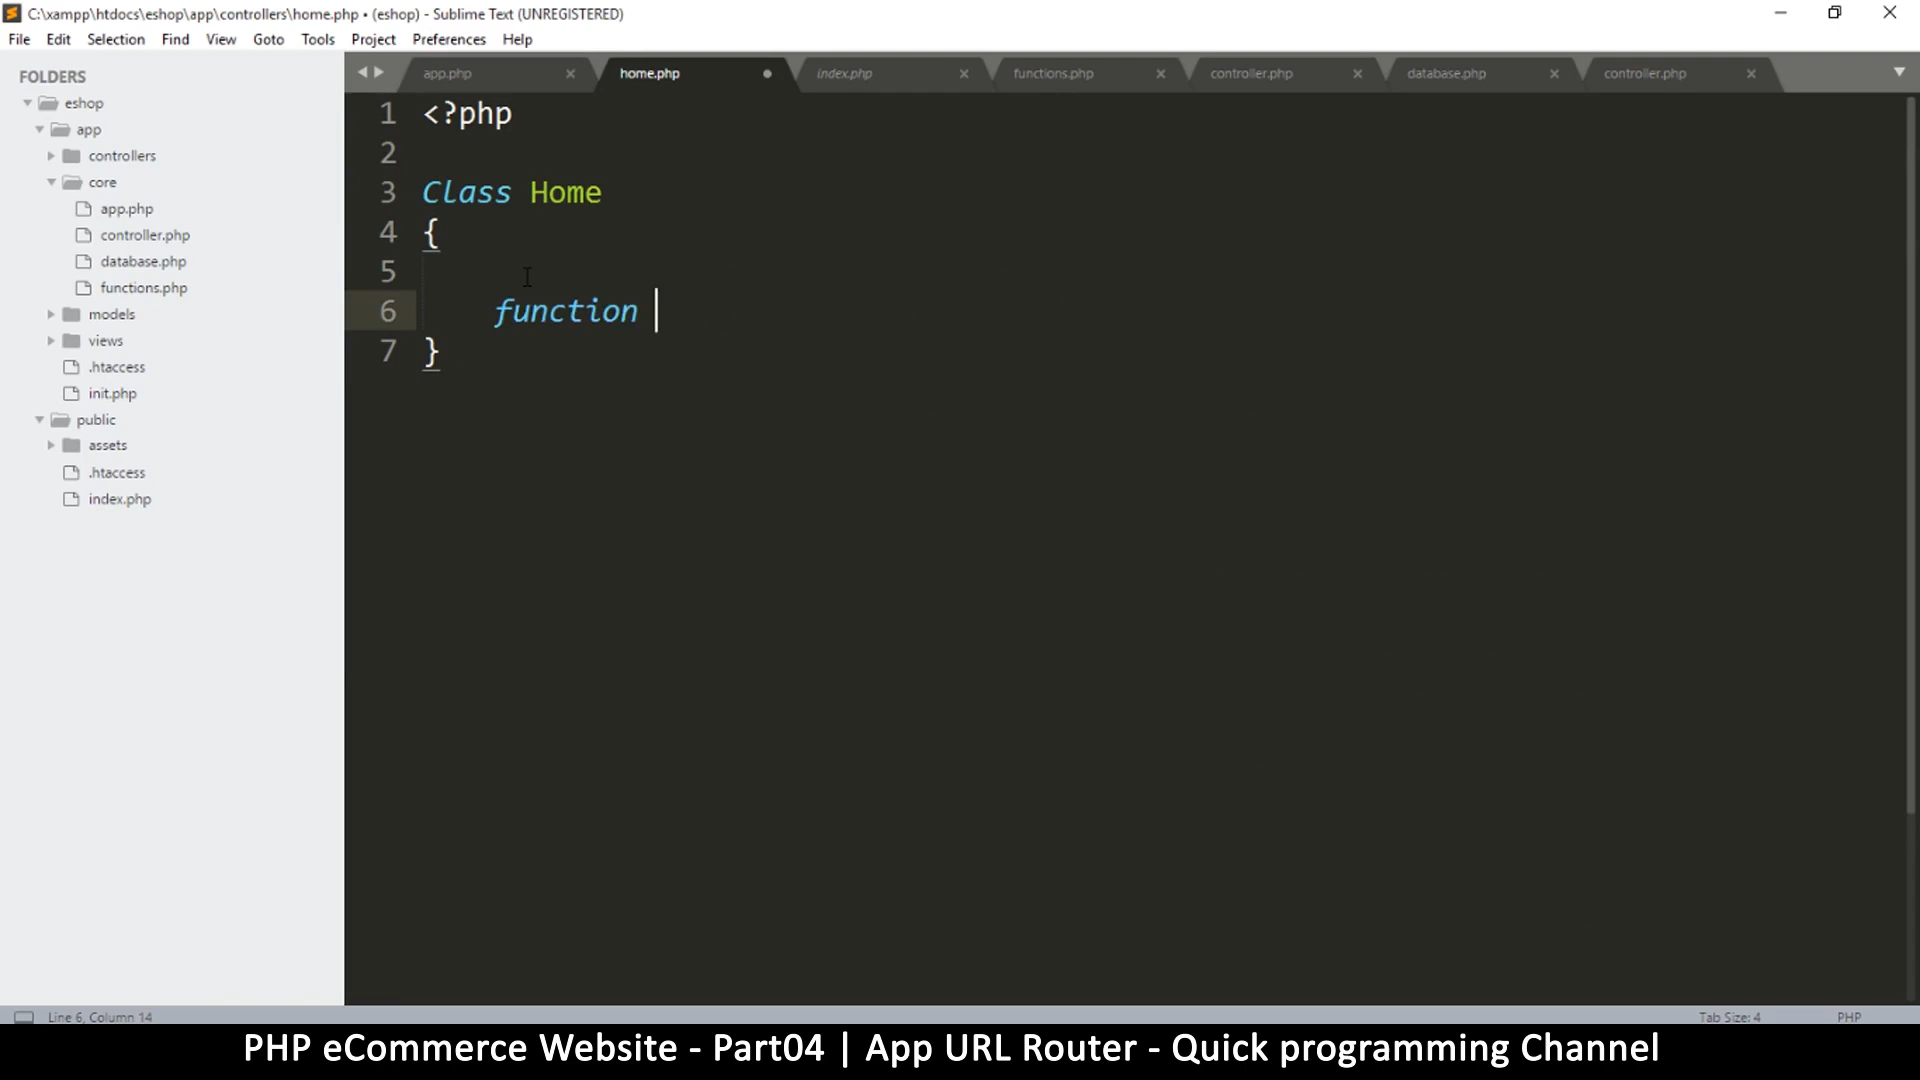 C:\xampp\htdocs\eshop\app\controllers\home.php • (eshop) - Sublime Text (UNREGISTERED)
File Edit Selection Find View Goto Tools Project Preferences Help
FOLDERS
eshop
app
controllers
core
app.php
controller.php
database.php
functions.php
models
views
.htaccess
init.php
public
assets
.htaccess
index.php
app.php home.php index.php functions.php controller.php database.php controller.php
1 <?php
2
3 Class Home
4 {
5
6 function
7 }
Line 6, Column 14 Tab Size: 4 PHP
PHP eCommerce Website - Part04 | App URL Router - Quick programming Channel